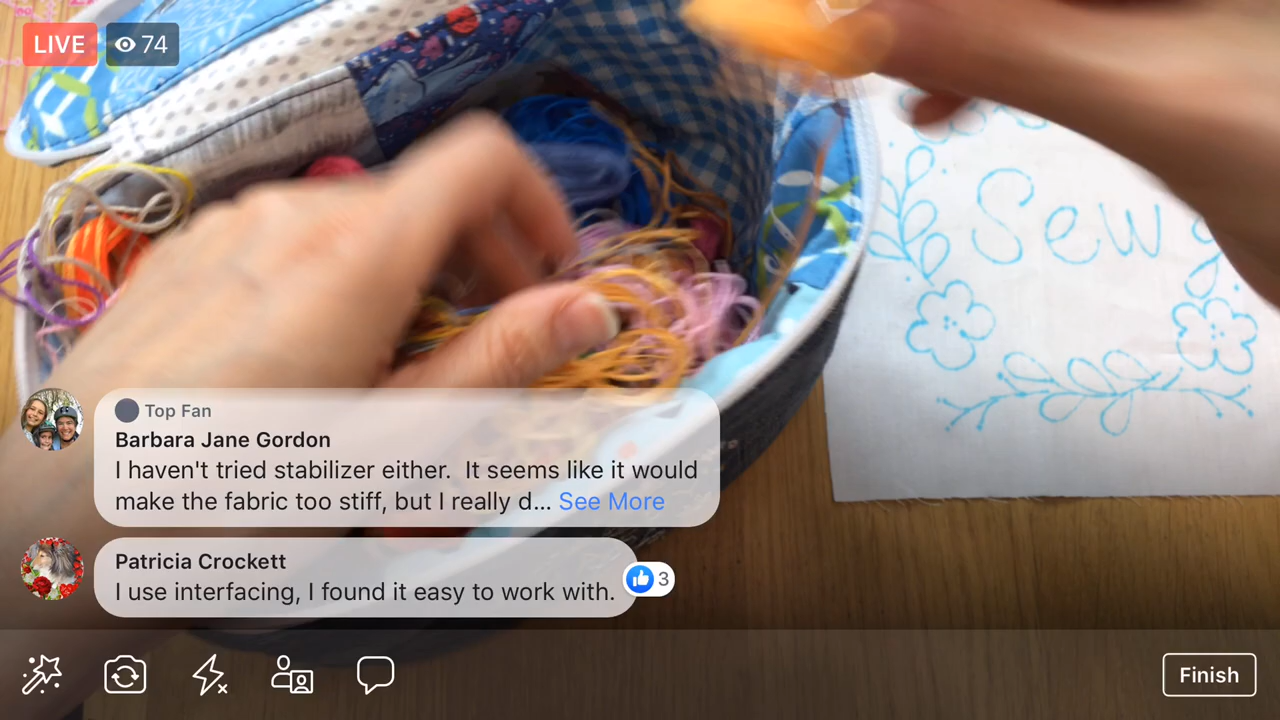 LIVE 74
Sew
Top Fan
Barbara Jane Gordon
I haven't tried stabilizer either.  It seems like it would
make the fabric too stiff, but I really d... See More
Patricia Crockett
I use interfacing, I found it easy to work with.
3
Finish